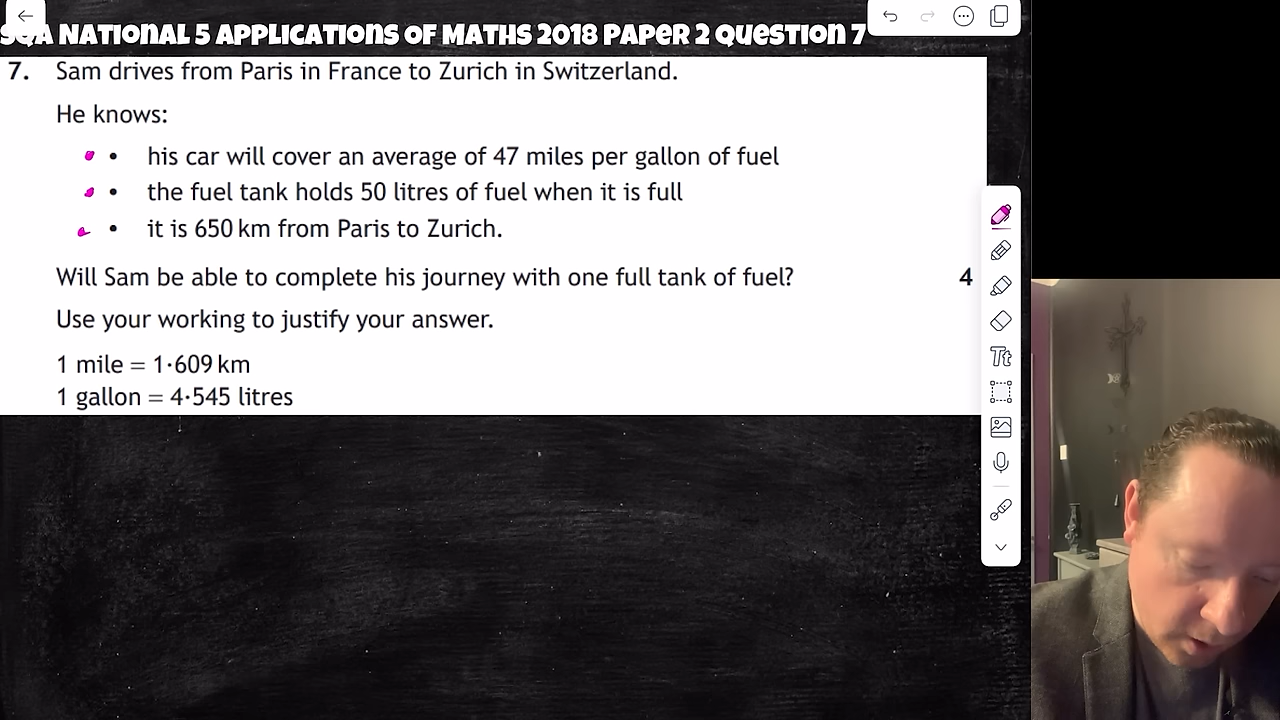 SQA National 5 Applications of Maths 2018 Paper 2 Question 7
7. Sam drives from Paris in France to Zurich in Switzerland.
He knows:
• his car will cover an average of 47 miles per gallon of fuel
• the fuel tank holds 50 litres of fuel when it is full
• it is 650 km from Paris to Zurich.
Will Sam be able to complete his journey with one full tank of fuel? 4
Use your working to justify your answer.
1 mile = 1·609 km
1 gallon = 4·545 litres
Tt